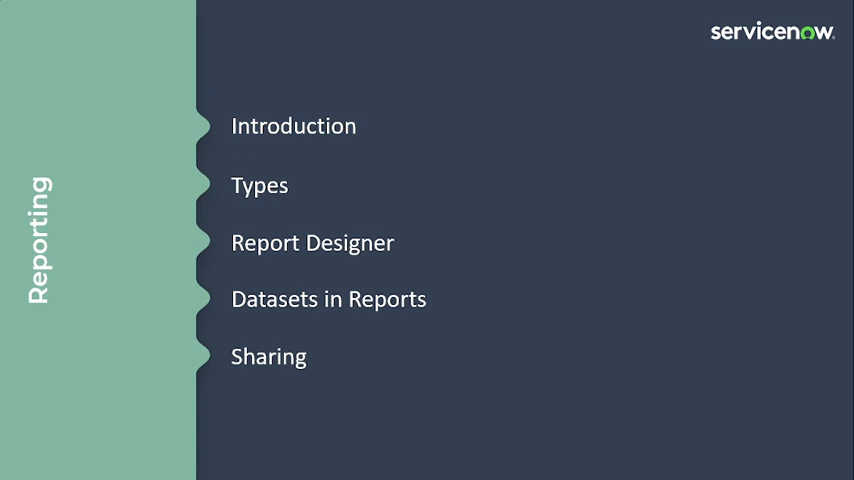 servicenow
Reporting
Introduction
Types
Report Designer
Datasets in Reports
Sharing